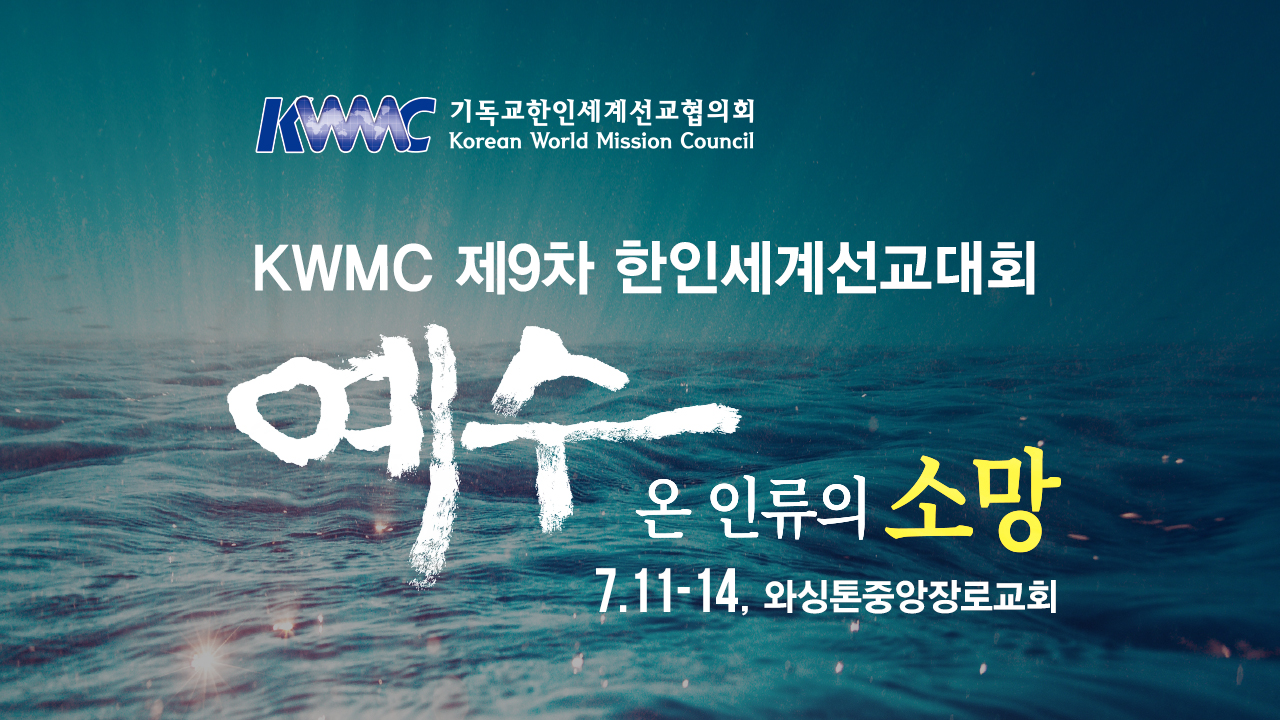 KWMC 기독교한인세계선교협의회
Korean World Mission Council
KWMC 제9차 한인세계선교대회
예수
온 인류의 소망
7.11-14, 와싱톤중앙장로교회